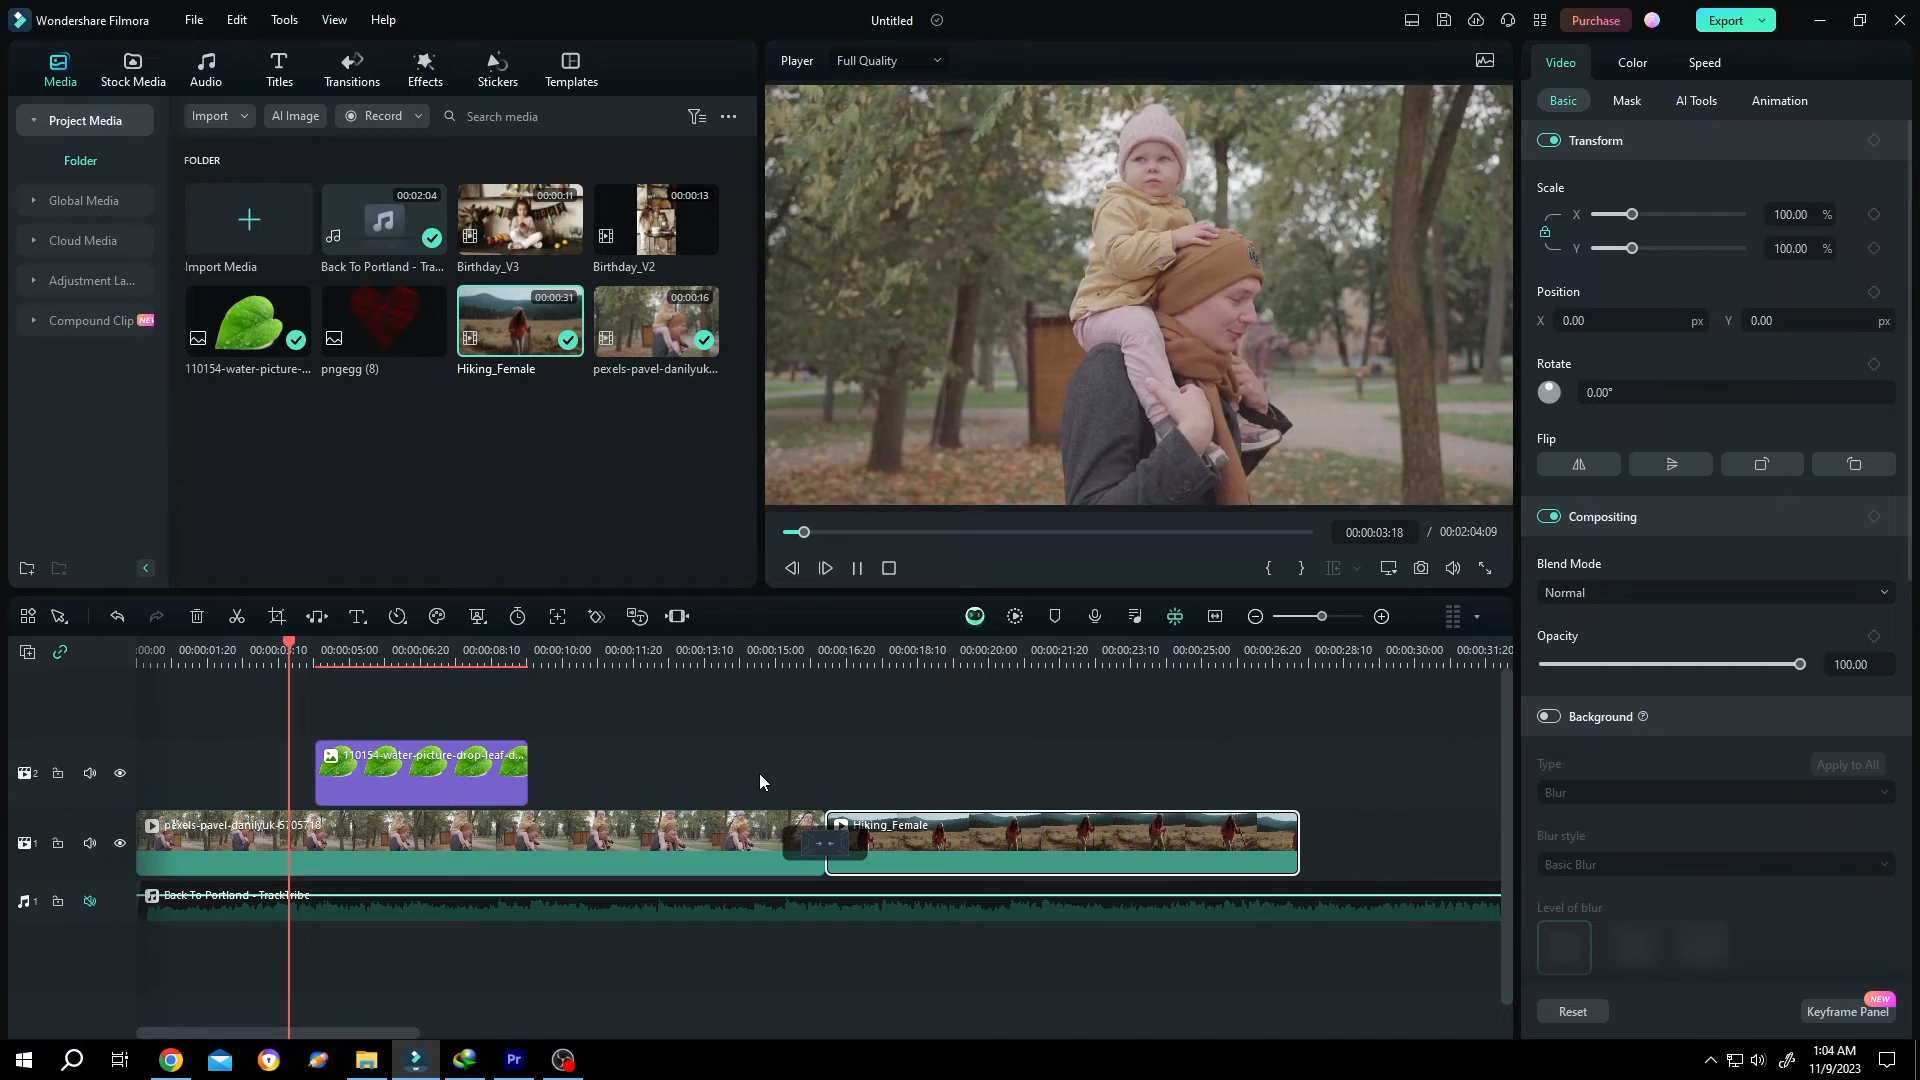 Wondershare Filmora
File
Edit
Tools
View
Help
Untitled
Purchase
Export
Media
Stock Media
Audio
Titles
Transitions
Effects
Stickers
Templates
Player
Full Quality
Video
Color
Speed
Project Media
Import
AI Image
Record
Search media
Basic
Mask
AI Tools
Animation
Folder
FOLDER
Transform
Global Media
Cloud Media
Adjustment La...
Compound Clip
NEW
00:02:04
00:00:11
00:00:13
Import Media
Back To Portland - Tra...
Birthday_V3
Birthday_V2
00:00:31
00:00:16
110154-water-picture-...
pngegg (8)
Hiking_Female
pexels-pavel-danilyuk...
Scale
X
100.00
%
Y
100.00
%
Position
X
0.00
px
Y
0.00
px
Rotate
0.00°
Flip
Compositing
Blend Mode
Normal
Opacity
100.00
Background
Type
Apply to All
Blur
Blur style
Basic Blur
Level of blur
Reset
Keyframe Panel
NEW
00:00:03:18
/
00:02:04:09
:00:00
00:00:01:20
00:00:03:10
00:00:05:00
00:00:06:20
00:00:08:10
00:00:10:00
00:00:11:20
00:00:13:10
00:00:15:00
00:00:16:20
00:00:18:10
00:00:20:00
00:00:21:20
00:00:23:10
00:00:25:00
00:00:26:20
00:00:28:10
00:00:30:00
00:00:31:20
110154-water-picture-drop-leaf-d...
2
pexels-pavel-danilyuk-5705718
Hiking_Female
1
Back To Portland - TrackTribe
1
Pr
1:04 AM
11/9/2023